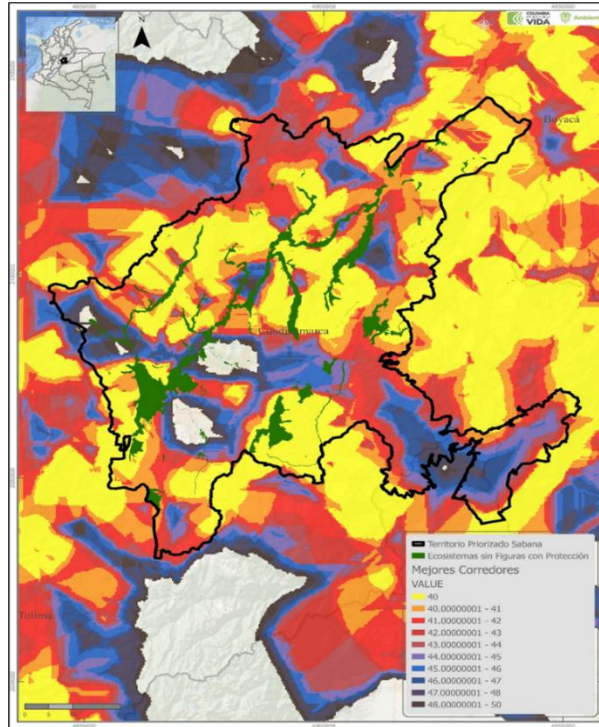 N
COLOMBIA
VIDA
Ambiente
Boyacá
Cundinamarca
Tolima
Territorio Priorizado Sabana
Ecosistemas sin Figuras con Protección
Mejores Corredores
VALUE
40
40.00000001 - 41
41.00000001 - 42
42.00000001 - 43
43.00000001 - 44
44.00000001 - 45
45.00000001 - 46
46.00000001 - 47
47.00000001 - 48
48.00000001 - 50